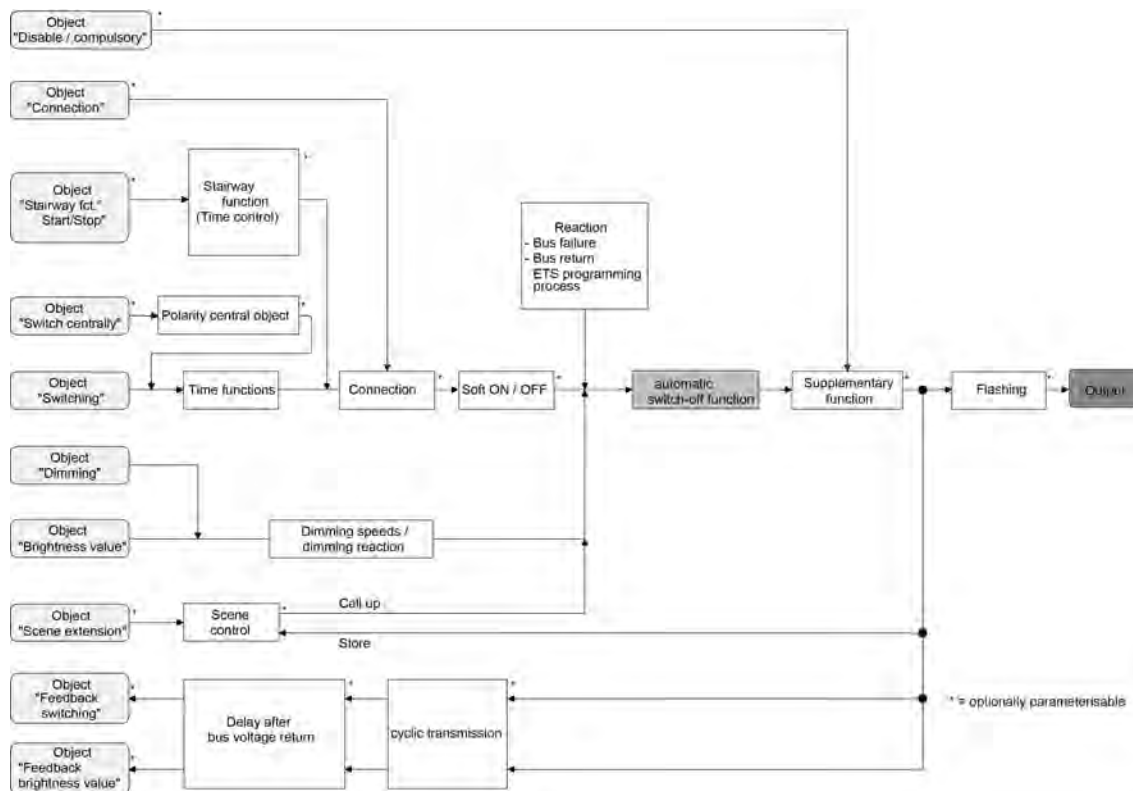 Object
"Disable / compulsory"
*
Object
"Connection"
*
Object
"Stairway fct."
Start/Stop"
*
Stairway
function
(Time control)
*
Reaction
- Bus failure
- Bus return
ETS programming
process
Object
"Switch centrally"
*
Polarity central object
*
Object
"Switching"
Time functions
Connection
*
Soft ON / OFF
*
automatic
switch-off function
Supplementary
function
*
Flashing
*
Output
Object
"Dimming"
Object
"Brightness value"
Dimming speeds /
dimming reaction
Object
"Scene extension"
*
Scene
control
*
Call up
Store
Object
"Feedback
switching"
*
Delay after
bus voltage return
*
cyclic transmission
*
* = optionally parameterisable
Object
"Feedback
brightness value"
*